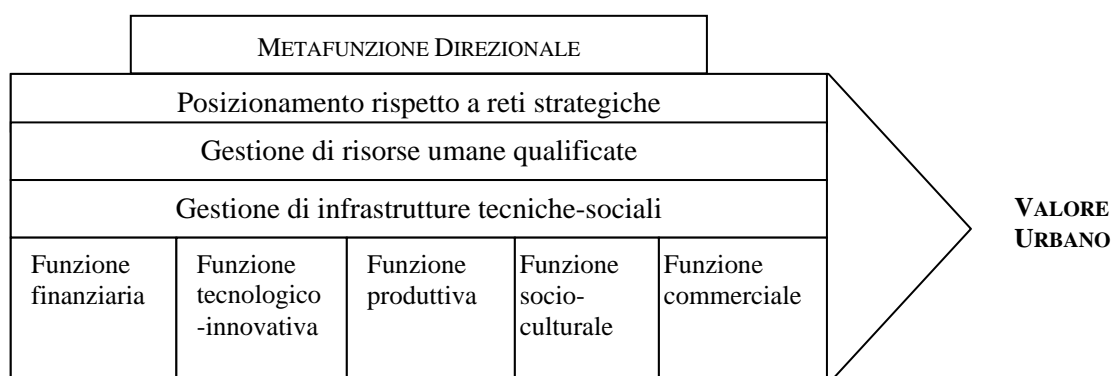 METAFUNZIONE DIREZIONALE
Posizionamento rispetto a reti strategiche
Gestione di risorse umane qualificate
Gestione di infrastrutture tecniche-sociali
Funzione
finanziaria
Funzione
tecnologico
-innovativa
Funzione
produttiva
Funzione
socio-
culturale
Funzione
commerciale
VALORE
URBANO